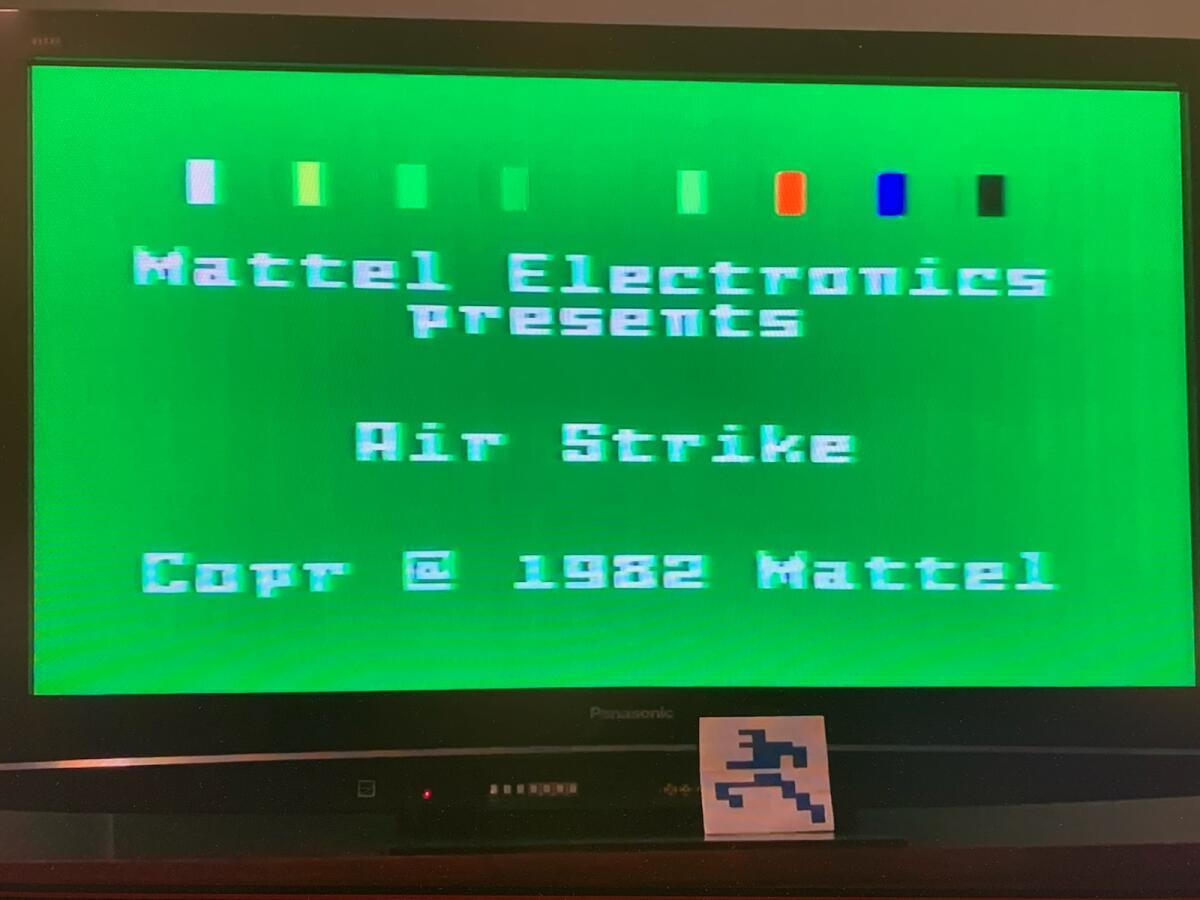 Mattel Electronics
presents
Air Strike
Copr @ 1982 Mattel
Panasonic